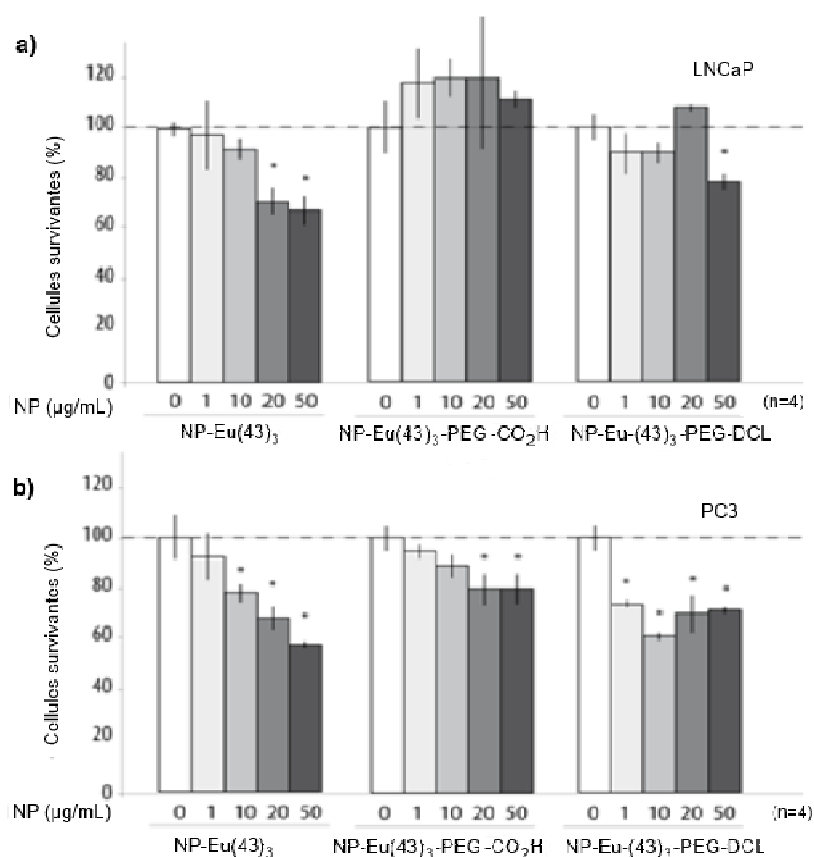 a)
LNCaP
Cellules survivantes (%)
120
100
80
60
40
20
0
* * *
NP (µg/mL) 0 1 10 20 50 0 1 10 20 50 0 1 10 20 50 (n=4)
NP-Eu(43)3 NP-Eu(43)3-PEG-CO2H NP-Eu-(43)3-PEG-DCL
b)
PC3
Cellules survivantes (%)
120
100
80
60
40
20
0
* * * * * * * * *
NP (µg/mL) 0 1 10 20 50 0 1 10 20 50 0 1 10 20 50 (n=4)
NP-Eu(43)3 NP-Eu(43)3-PEG-CO2H NP-Eu-(43)3-PEG-DCL